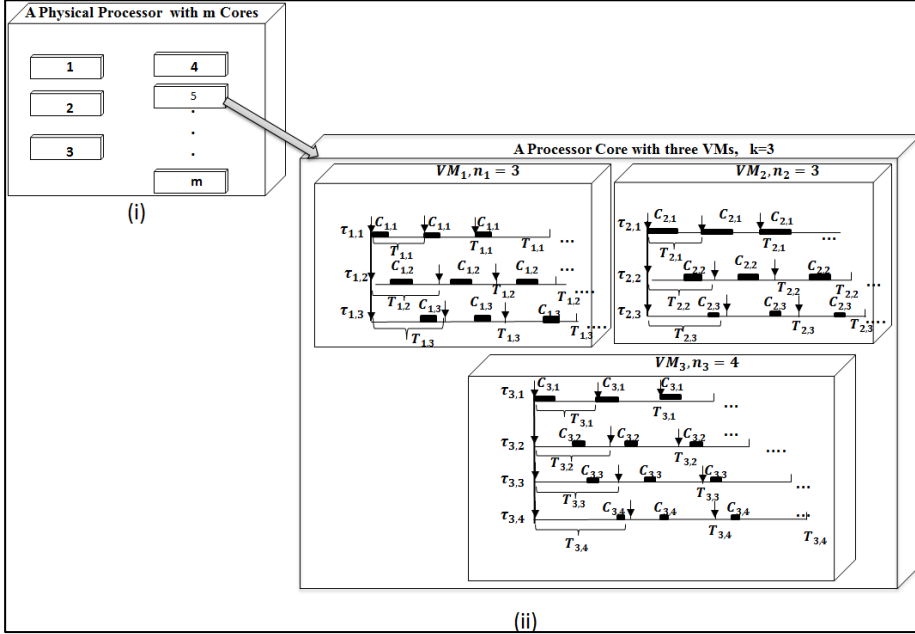 A Physical Processor with m Cores
1
4
2
5
.
.
.
3
m
(i)
A Processor Core with three VMs, k=3
VM₁, n₁ = 3
C₁,₁ C₁,₁ C₁,₁
τ₁,₁ ...
T₁,₁ T₁,₁ T₁,₁
C₁,₂ C₁,₂ C₁,₂
τ₁,₂ ...
T₁,₂ T₁,₂ T₁,₂ ....
C₁,₃ C₁,₃ C₁,₃
τ₁,₃
T₁,₃ T₁,₃ T₁,₃ ....
VM₂, n₂ = 3
C₂,₁ C₂,₁ C₂,₁
τ₂,₁ ...
T₂,₁ T₂,₁
C₂,₂ C₂,₂ C₂,₂
τ₂,₂ ...
T₂,₂ T₂,₂ T₂,₂
C₂,₃ C₂,₃ C₂,₃
τ₂,₃ ....
T₂,₃ T₂,₃ T₂,₃
VM₃, n₃ = 4
C₃,₁ C₃,₁ C₃,₁
τ₃,₁ ...
T₃,₁ T₃,₁
C₃,₂ C₃,₂ C₃,₂ ...
τ₃,₂ ....
T₃,₂ T₃,₂
C₃,₃ C₃,₃ C₃,₃
τ₃,₃ ...
T₃,₃ T₃,₃
C₃,₄ C₃,₄ C₃,₄
τ₃,₄ ...
T₃,₄ T₃,₄ T₃,₄
(ii)